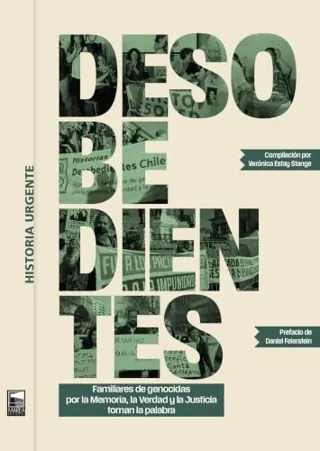 HISTORIA URGENTE
MAREA
DESO
BE
DIEN
TES
Compilación por
Verónica Estay Stange
Historias
Desobedientes Chile
Familiares de genocidas
por la Memoria, la Verdad y la Justicia
toman la palabra
Prefacio de
Daniel Feierstein
IMPUNIDAD